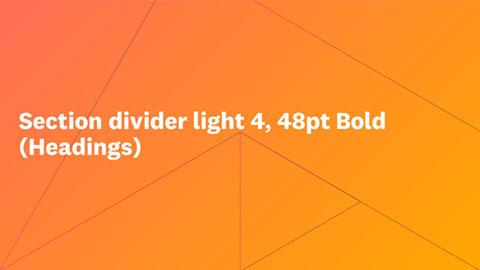 Section divider light 4, 48pt Bold
(Headings)